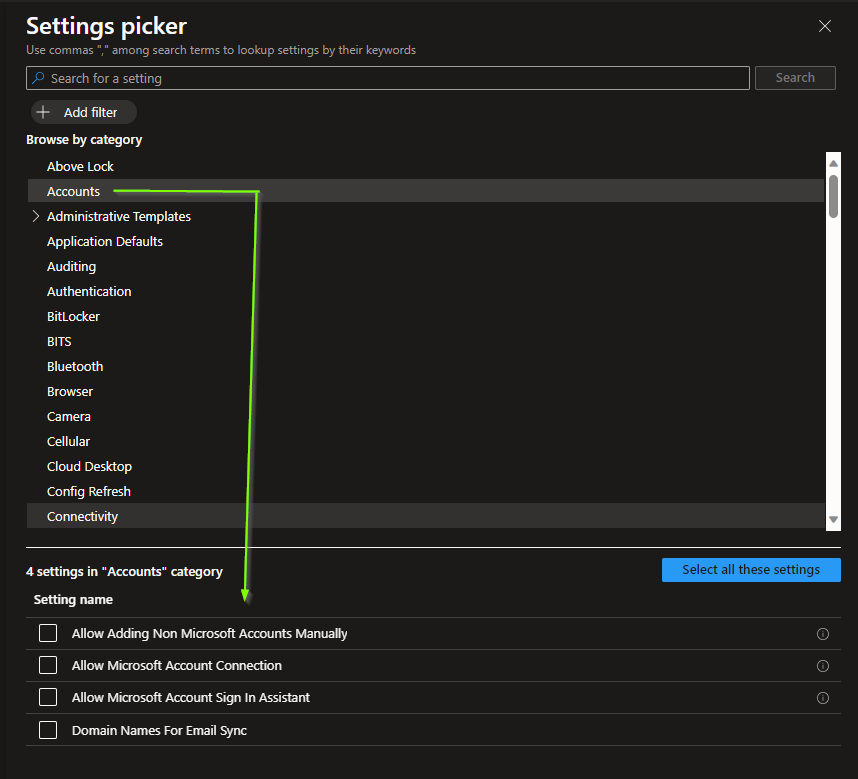 Settings picker
Use commas "," among search terms to lookup settings by their keywords
Search for a setting
Search
Add filter
Browse by category
Above Lock
Accounts
Administrative Templates
Application Defaults
Auditing
Authentication
BitLocker
BITS
Bluetooth
Browser
Camera
Cellular
Cloud Desktop
Config Refresh
Connectivity
4 settings in "Accounts" category
Select all these settings
Setting name
Allow Adding Non Microsoft Accounts Manually
Allow Microsoft Account Connection
Allow Microsoft Account Sign In Assistant
Domain Names For Email Sync